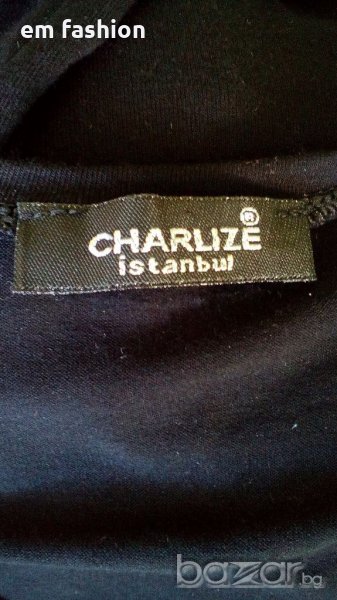 em fashion
CHARLIZE ®
istanbul
bazar.bg